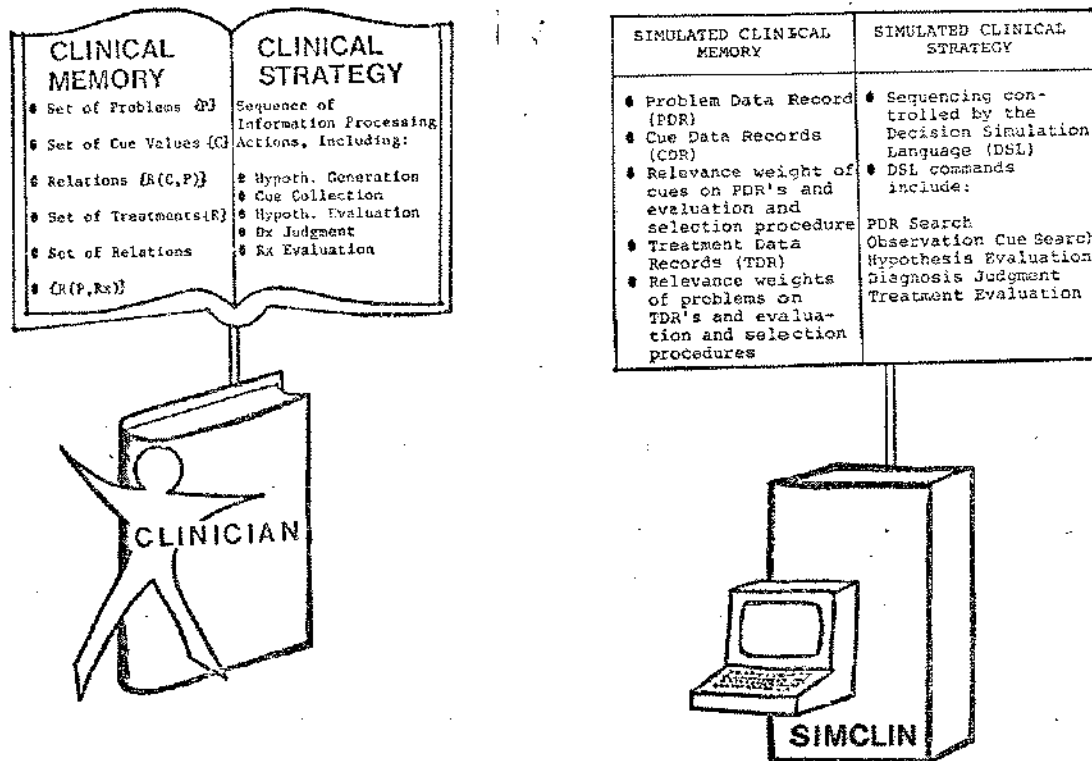 CLINICAL
MEMORY
• Set of Problems {P}
• Set of Cue Values {C}
• Relations {R(C,P)}
• Set of Treatments {R}
• Set of Relations
• {R(P,Rx)}
CLINICAL
STRATEGY
Sequence of
Information Processing
Actions, Including:
• Hypoth. Generation
• Cue Collection
• Hypoth. Evaluation
• Dx Judgment
• Rx Evaluation
CLINICIAN
SIMULATED CLINICAL
MEMORY
• Problem Data Record
(PDR)
• Cue Data Records
(CDR)
• Relevance weight of
cues on PDR's and
evaluation and
selection procedure
• Treatment Data
Records (TDR)
• Relevance weights
of problems on
TDR's and evalua-
tion and selection
procedures
SIMULATED CLINICAL
STRATEGY
• Sequencing con-
trolled by the
Decision Simulation
Language (DSL)
• DSL commands
include:
PDR Search
Observation Cue Search
Hypothesis Evaluation
Diagnosis Judgment
Treatment Evaluation
SIMCLIN